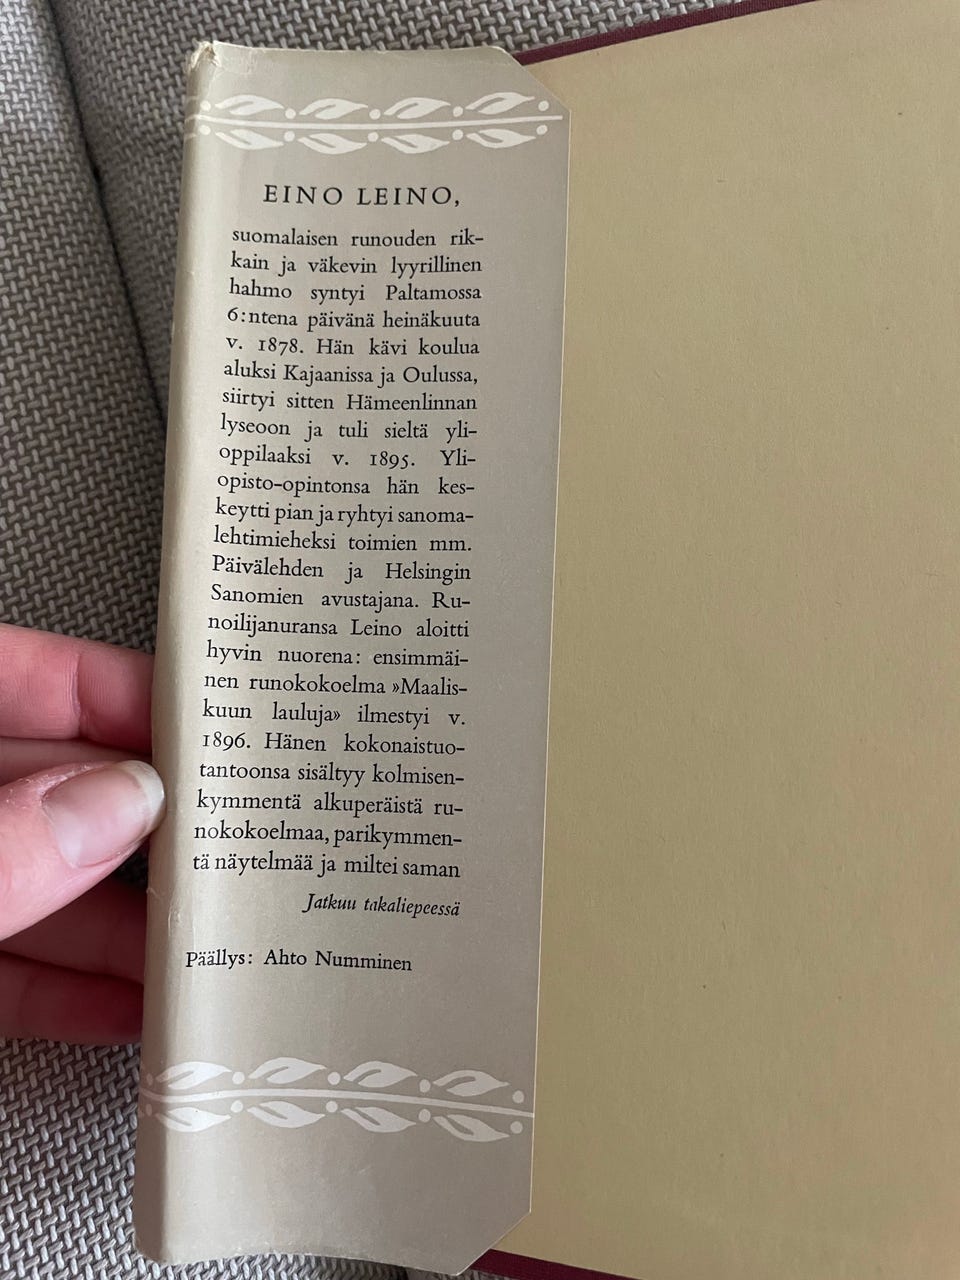 EINO LEINO,
suomalaisen runouden rik-
kain ja väkevin lyyrillinen
hahmo syntyi Paltamossa
6:ntena päivänä heinäkuuta
v. 1878. Hän kävi koulua
aluksi Kajaanissa ja Oulussa,
siirtyi sitten Hämeenlinnan
lyseoon ja tuli sieltä yli-
oppilaaksi v. 1895. Yli-
opisto-opintonsa hän kes-
keytti pian ja ryhtyi sanoma-
lehtimieheksi toimien mm.
Päivälehden ja Helsingin
Sanomien avustajana. Ru-
noilijanuransa Leino aloitti
hyvin nuorena: ensimmäi-
nen runokokoelma »Maalis-
kuun lauluja» ilmestyi v.
1896. Hänen kokonaistuo-
tantoonsa sisältyy kolmisen-
kymmentä alkuperäistä ru-
nokokoelmaa, parikymmen-
tä näytelmää ja miltei saman
Jatkuu takaliepeessä
Päällys: Ahto Numminen